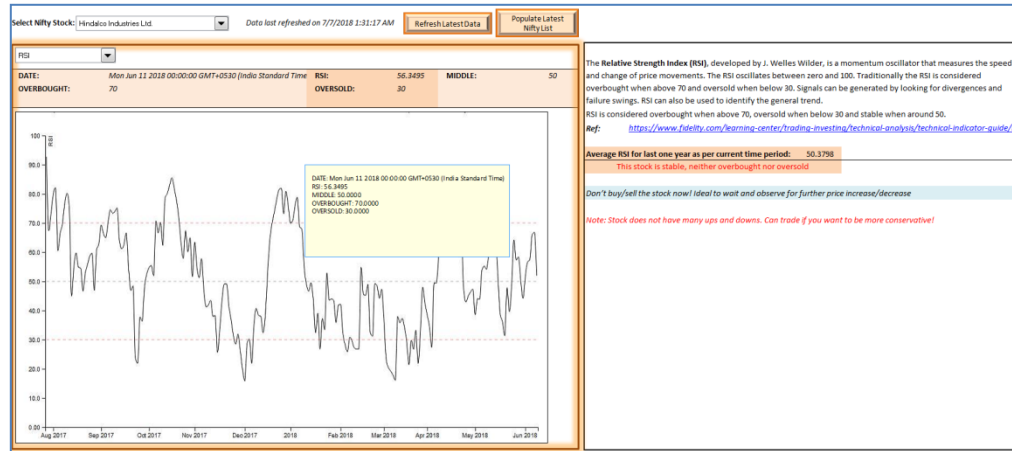 Select Nifty Stock: Hindalco Industries Ltd.
Data last refreshed on 7/7/2018 1:31:17 AM
Refresh Latest Data
Populate Latest
Nifty List
RSI
DATE: Mon Jun 11 2018 00:00:00 GMT+0530 (India Standard Time RSI: 56.3495 MIDDLE: 50
OVERBOUGHT: 70 OVERSOLD: 30
RSI
100
90.0
80.0
70.0
60.0
50.0
40.0
30.0
20.0
10.0
0.00
Aug 2017 Sep 2017 Oct 2017 Nov 2017 Dec 2017 2018 Feb 2018 Mar 2018 Apr 2018 May 2018 Jun 2018
DATE: Mon Jun 11 2018 00:00:00 GMT+0530 (India Standard Time)
RSI: 56.3495
MIDDLE: 50.0000
OVERBOUGHT: 70.0000
OVERSOLD: 30.0000
The Relative Strength Index (RSI), developed by J. Welles Wilder, is a momentum oscillator that measures the speed
and change of price movements. The RSI oscillates between zero and 100. Traditionally the RSI is considered
overbought when above 70 and oversold when below 30. Signals can be generated by looking for divergences and
failure swings. RSI can also be used to identify the general trend.
RSI is considered overbought when above 70, oversold when below 30 and stable when around 50.
Ref: https://www.fidelity.com/learning-center/trading-investing/technical-analysis/technical-indicator-guide/
Average RSI for last one year as per current time period: 50.3798
This stock is stable, neither overbought nor oversold
Don't buy/sell the stock now! Ideal to wait and observe for further price increase/decrease
Note: Stock does not have many ups and downs. Can trade if you want to be more conservative!